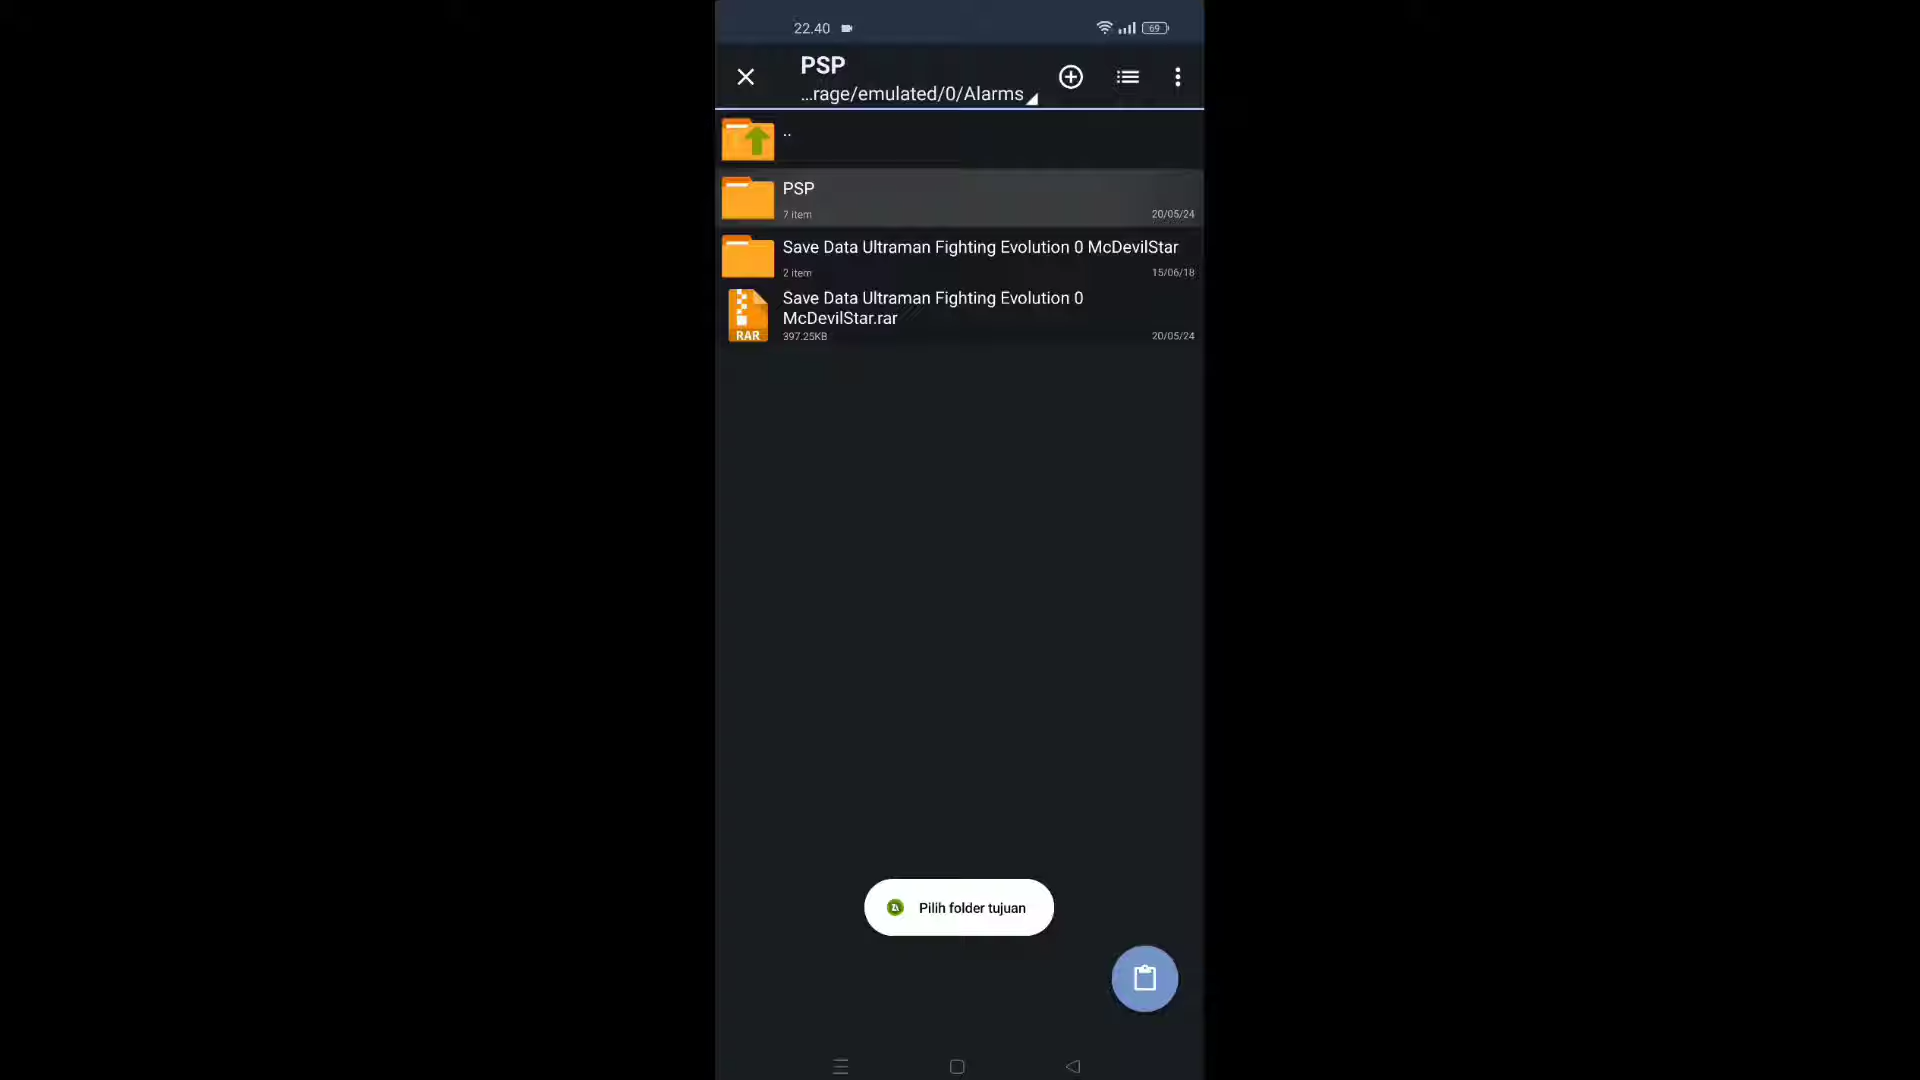 22.40
69
PSP
...rage/emulated/0/Alarms
..
PSP
7 item
20/05/24
Save Data Ultraman Fighting Evolution 0 McDevilStar
2 item
15/06/18
Save Data Ultraman Fighting Evolution 0
McDevilStar.rar
RAR
397.25KB
20/05/24
Pilih folder tujuan